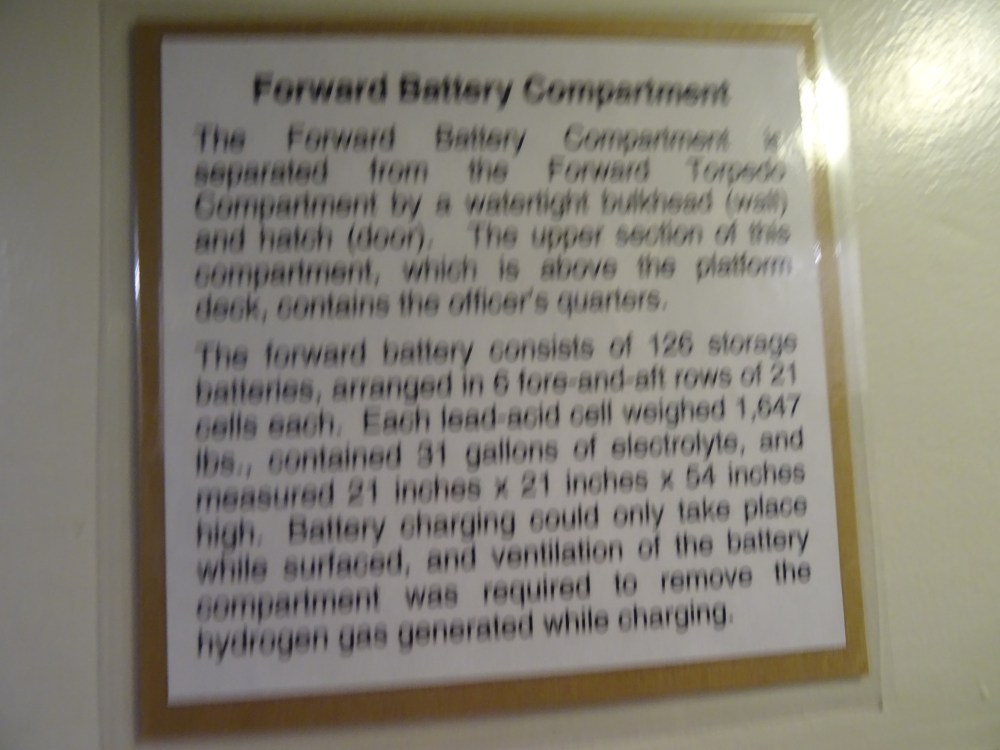 Forward Battery Compartment
The Forward Battery Compartment is
separated from the Forward Torpedo
Compartment by a watertight bulkhead (wall)
and hatch (door). The upper section of this
compartment, which is above the platform
deck, contains the officer's quarters.
The forward battery consists of 126 storage
batteries, arranged in 6 fore-and-aft rows of 21
cells each. Each lead-acid cell weighed 1,647
lbs., contained 31 gallons of electrolyte, and
measured 21 inches x 21 inches x 54 inches
high. Battery charging could only take place
while surfaced, and ventilation of the battery
compartment was required to remove the
hydrogen gas generated while charging.